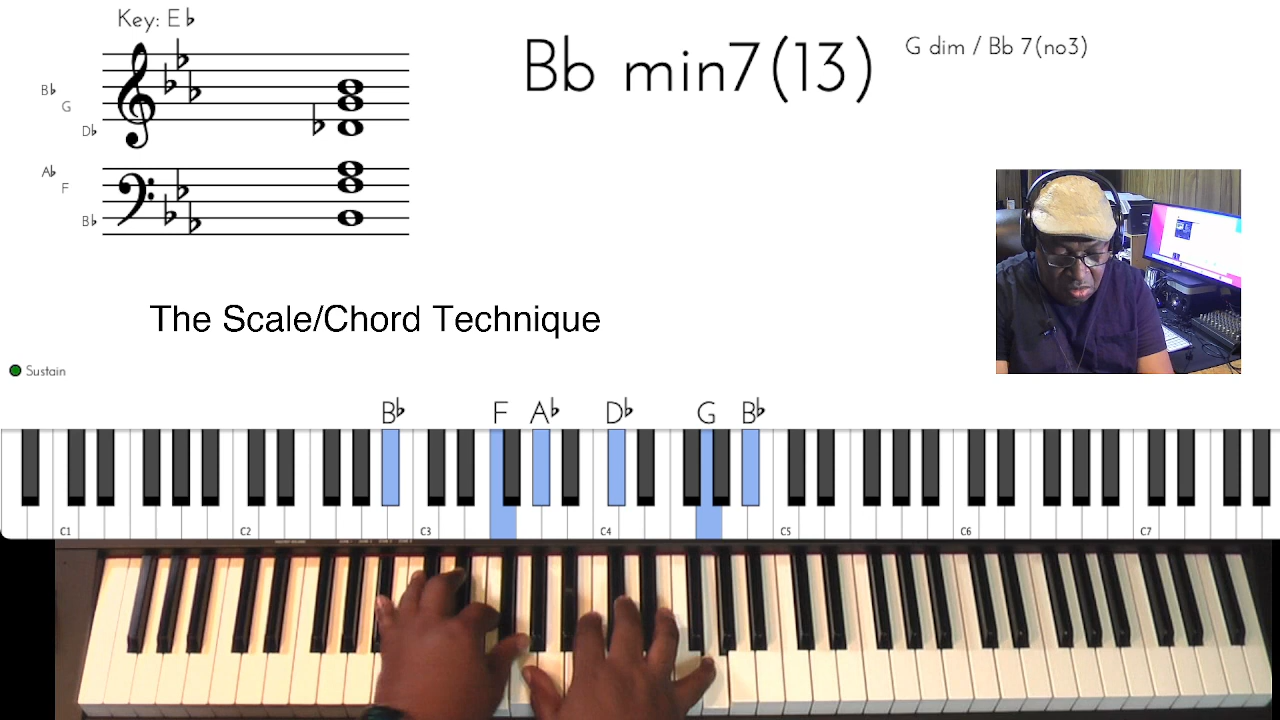 Key: E♭
B♭ min7(13)
G dim / Bb 7(no3)
B♭
G
D♭
A♭
F
B♭
The Scale/Chord Technique
Sustain
B♭ F A♭ D♭ G B♭
C1 C2 C3 C4 C5 C6 C7